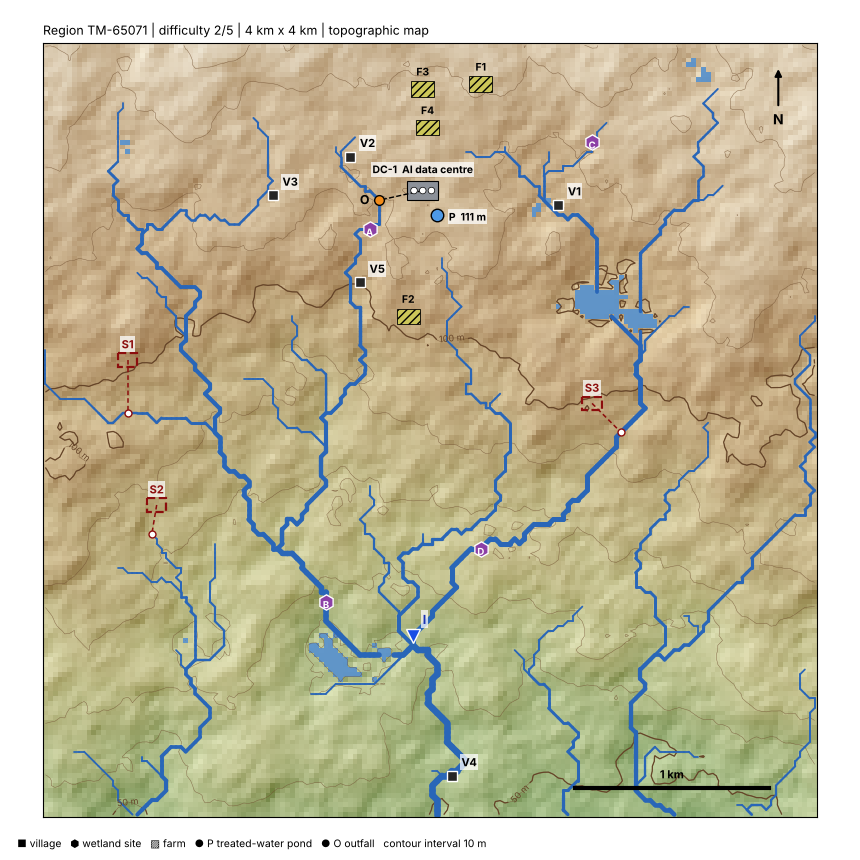 Region TM-65071 | difficulty 2/5 | 4 km x 4 km | topographic map
F3
F1
F4
N
C
V2
DC-1 AI data centre
V3
V1
O
P 111 m
A
V5
F2
100 m
S1
S3
100 m
S2
D
B
I
V4
1 km
50 m
50 m
village
wetland site
farm
P treated-water pond
O outfall
contour interval 10 m